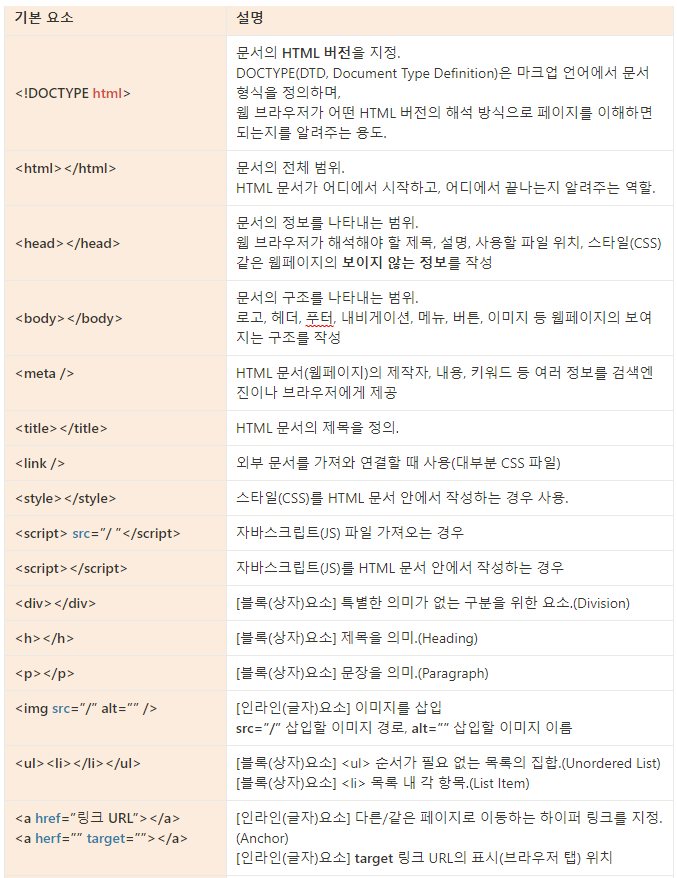 기본 요소 설명
<!DOCTYPE html>
문서의 HTML 버전을 지정.
DOCTYPE(DTD, Document Type Definition)은 마크업 언어에서 문서
형식을 정의하며,
웹 브라우저가 어떤 HTML 버전의 해석 방식으로 페이지를 이해하면
되는지를 알려주는 용도.
<html></html>
문서의 전체 범위.
HTML 문서가 어디에서 시작하고, 어디에서 끝나는지 알려주는 역할.
<head></head>
문서의 정보를 나타내는 범위.
웹 브라우저가 해석해야 할 제목, 설명, 사용할 파일 위치, 스타일(CSS)
같은 웹페이지의 보이지 않는 정보를 작성
<body></body>
문서의 구조를 나타내는 범위.
로고, 헤더, 푸터, 내비게이션, 메뉴, 버튼, 이미지 등 웹페이지의 보여
지는 구조를 작성
<meta />
HTML 문서(웹페이지)의 제작자, 내용, 키워드 등 여러 정보를 검색엔
진이나 브라우저에게 제공
<title></title>
HTML 문서의 제목을 정의.
<link />
외부 문서를 가져와 연결할 때 사용(대부분 CSS 파일)
<style></style>
스타일(CSS)를 HTML 문서 안에서 작성하는 경우 사용.
<script> src=”/ ”</script>
자바스크립트(JS) 파일 가져오는 경우
<script></script>
자바스크립트(JS)를 HTML 문서 안에서 작성하는 경우
<div></div>
[블록(상자)요소] 특별한 의미가 없는 구분을 위한 요소.(Division)
<h></h>
[블록(상자)요소] 제목을 의미.(Heading)
<p></p>
[블록(상자)요소] 문장을 의미.(Paragraph)
<img src=”/” alt=”” />
[인라인(글자)요소] 이미지를 삽입
src=”/” 삽입할 이미지 경로, alt=”” 삽입할 이미지 이름
<ul><li></li></ul>
[블록(상자)요소] <ul> 순서가 필요 없는 목록의 집합.(Unordered List)
[블록(상자)요소] <li> 목록 내 각 항목.(List Item)
<a href=”링크 URL”></a>
<a herf=”” target=””></a>
[인라인(글자)요소] 다른/같은 페이지로 이동하는 하이퍼 링크를 지정.
(Anchor)
[인라인(글자)요소] target 링크 URL의 표시(브라우저 탭) 위치